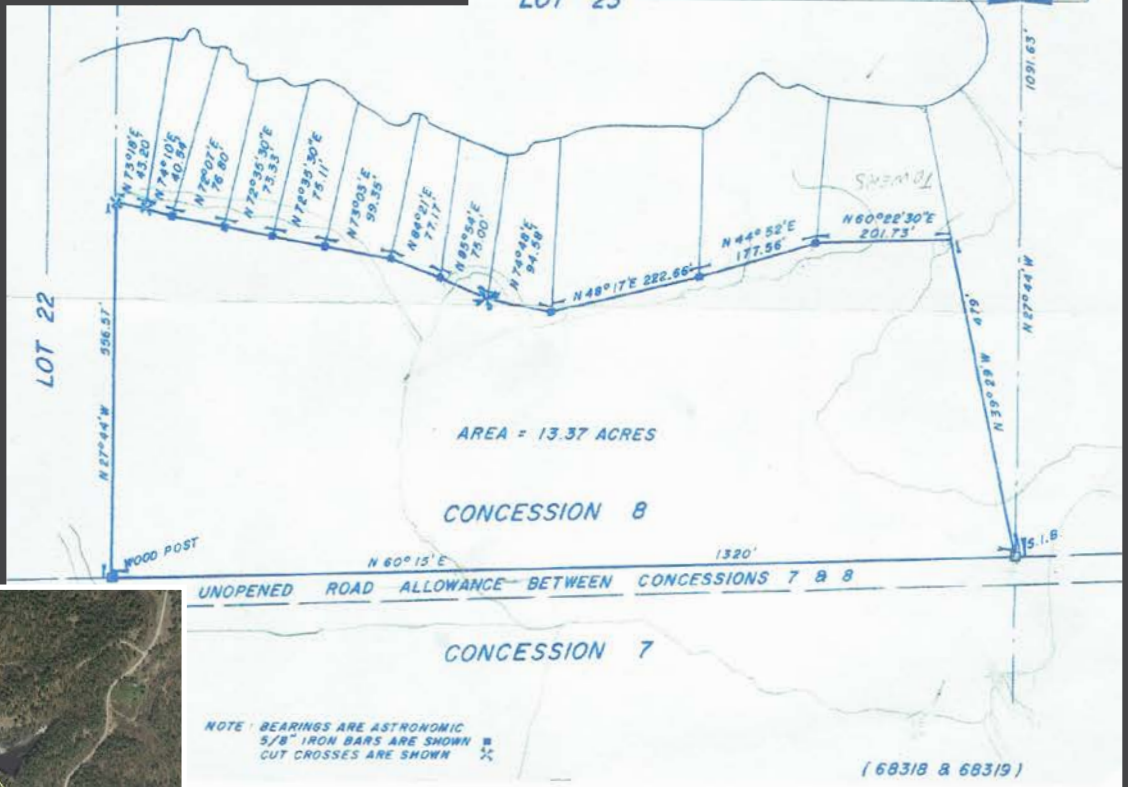 LOT 23
1091.63'
N 73° 18' E
43.20'
N 74° 10' E
40.54'
N 72° 07' E
76.80'
N 72° 35' 30" E
73.33'
N 72° 35' 30" E
75.11'
N 73° 03' E
99.35'
N 84° 21' E
77.17'
N 85° 54' E
75.00'
N 74° 48' E
94.58'
N 48° 17' E 222.66'
N 44° 52' E
177.56'
TOWERS
N 60° 22' 30" E
201.73'
LOT 22
556.57'
N 27° 44' W
479'
N 39° 29' W
N 27° 44' W
AREA = 13.37 ACRES
CONCESSION 8
WOOD POST
N 60° 15' E 1320'
S.I.B.
UNOPENED ROAD ALLOWANCE BETWEEN CONCESSIONS 7 & 8
CONCESSION 7
NOTE : BEARINGS ARE ASTRONOMIC
5/8" IRON BARS ARE SHOWN
CUT CROSSES ARE SHOWN
( 68318 & 68319 )